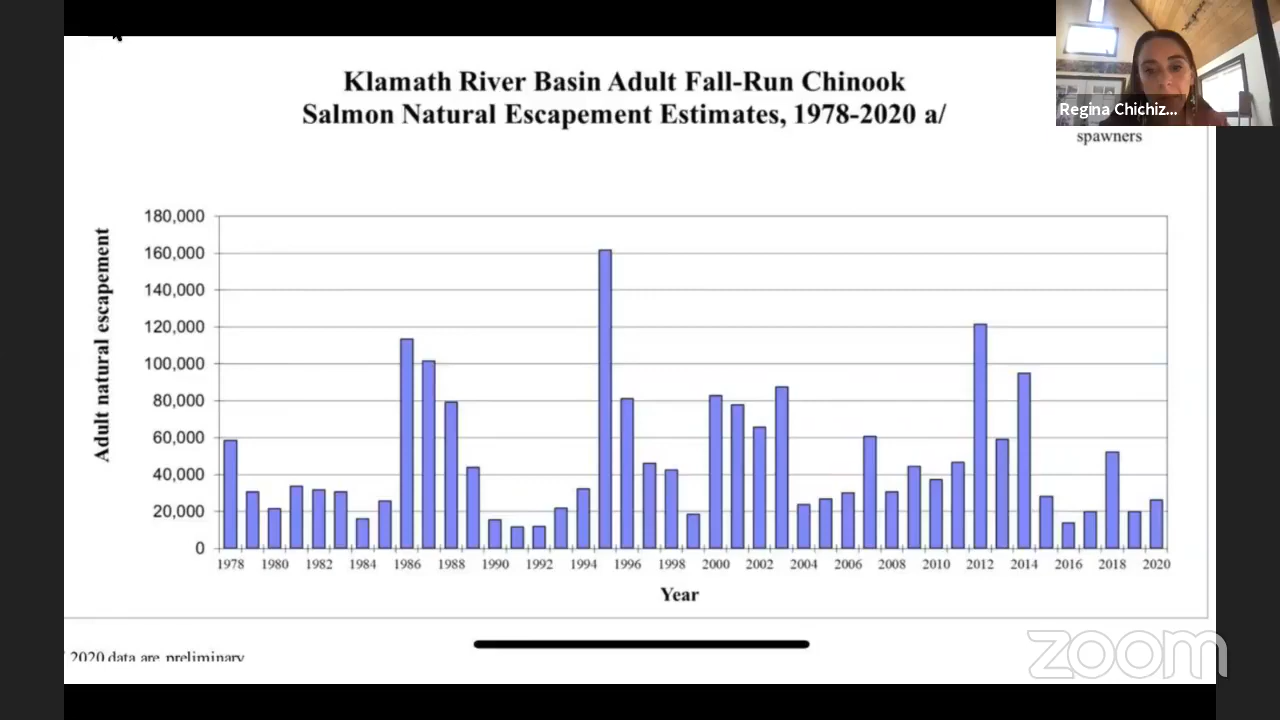 Klamath River Basin Adult Fall-Run Chinook
Salmon Natural Escapement Estimates, 1978-2020 a/
Regina Chichiz...
spawners
Adult natural escapement
180,000
160,000
140,000
120,000
100,000
80,000
60,000
40,000
20,000
0
1978 1980 1982 1984 1986 1988 1990 1992 1994 1996 1998 2000 2002 2004 2006 2008 2010 2012 2014 2016 2018 2020
Year
2020 data are preliminary
zoom